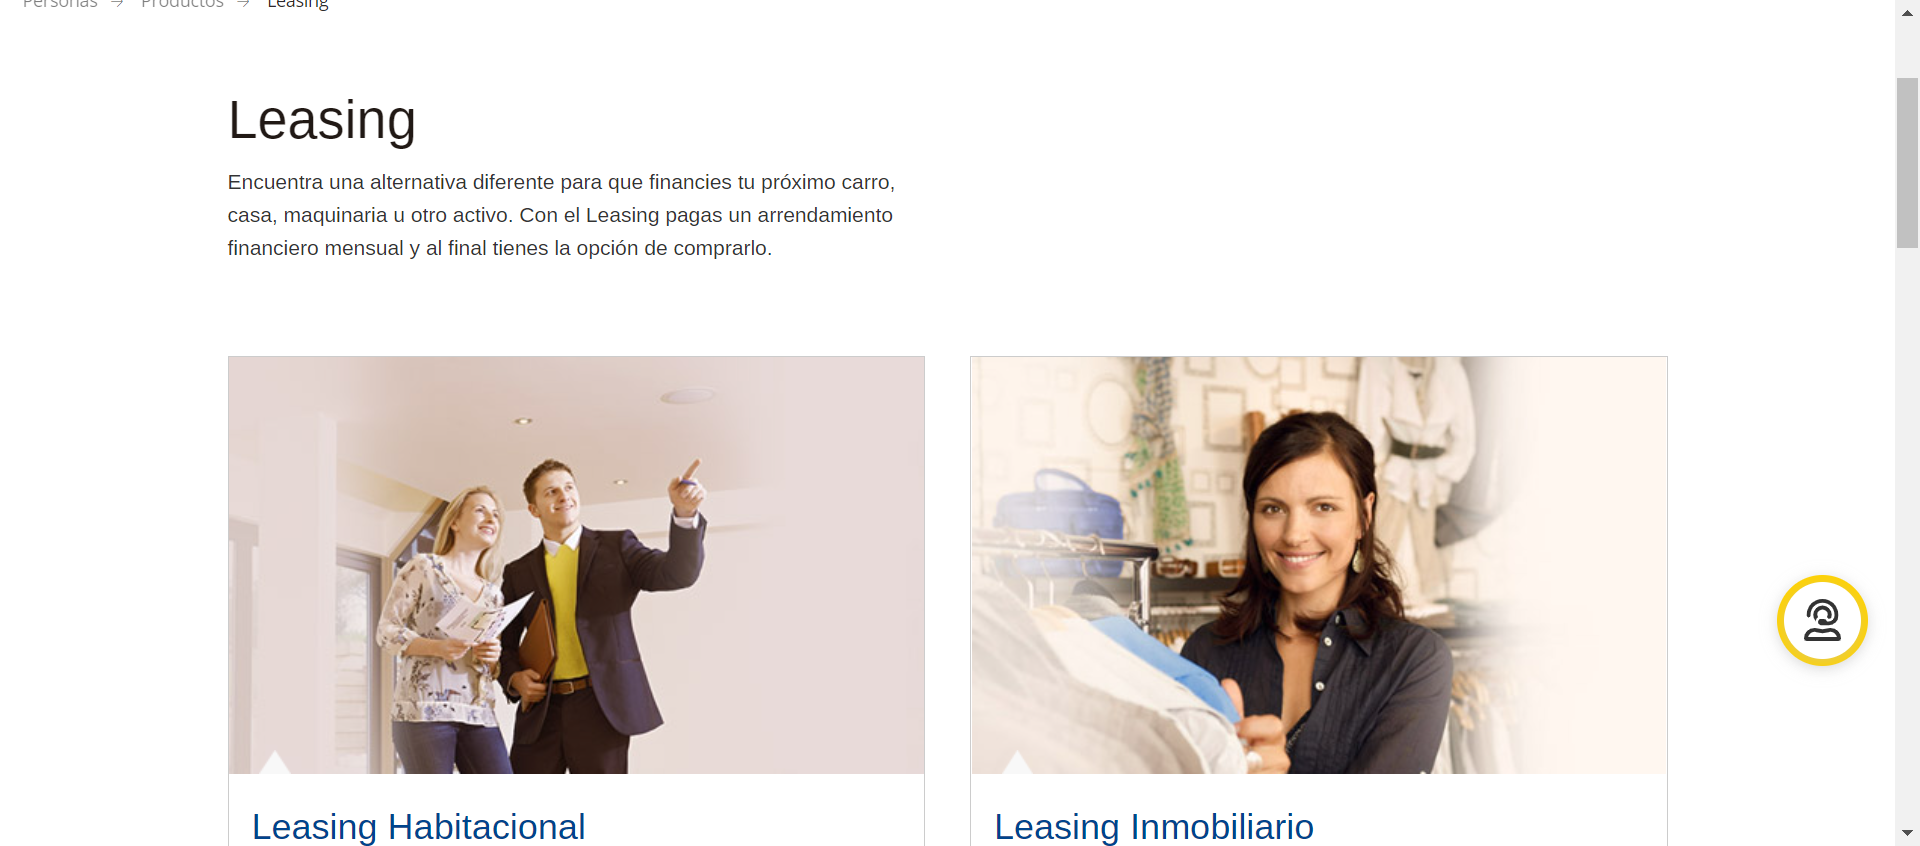 Personas → Productos → Leasing
Leasing
Encuentra una alternativa diferente para que financies tu próximo carro,
casa, maquinaria u otro activo. Con el Leasing pagas un arrendamiento
financiero mensual y al final tienes la opción de comprarlo.
Leasing Habitacional
Leasing Inmobiliario